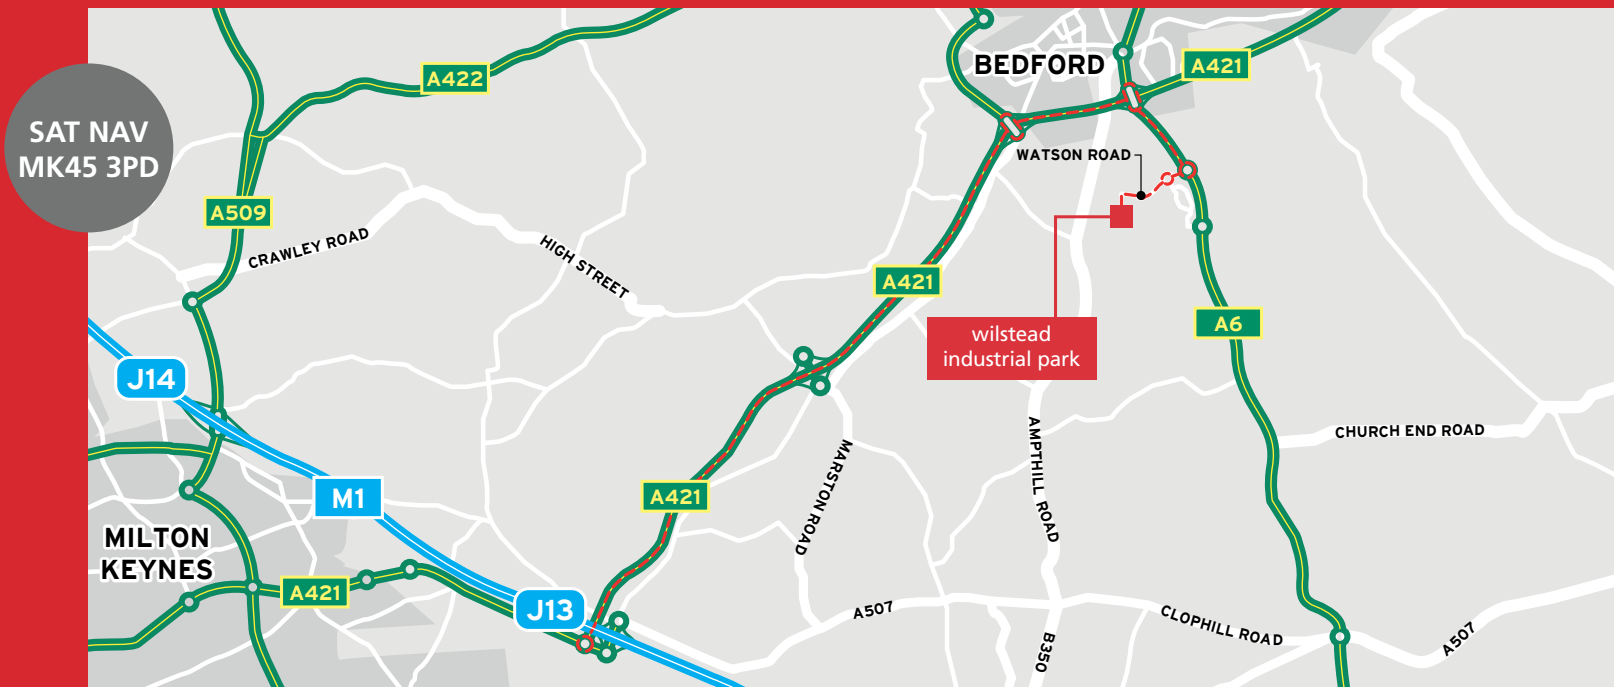 SAT NAV
MK45 3PD
A422
BEDFORD
A421
WATSON ROAD
A509
CRAWLEY ROAD
HIGH STREET
A421
A6
wilstead
industrial park
J14
CHURCH END ROAD
AMPTHILL ROAD
MARSTON ROAD
M1
A421
MILTON
KEYNES
A421
J13
A507
CLOPHILL ROAD
A507
B350